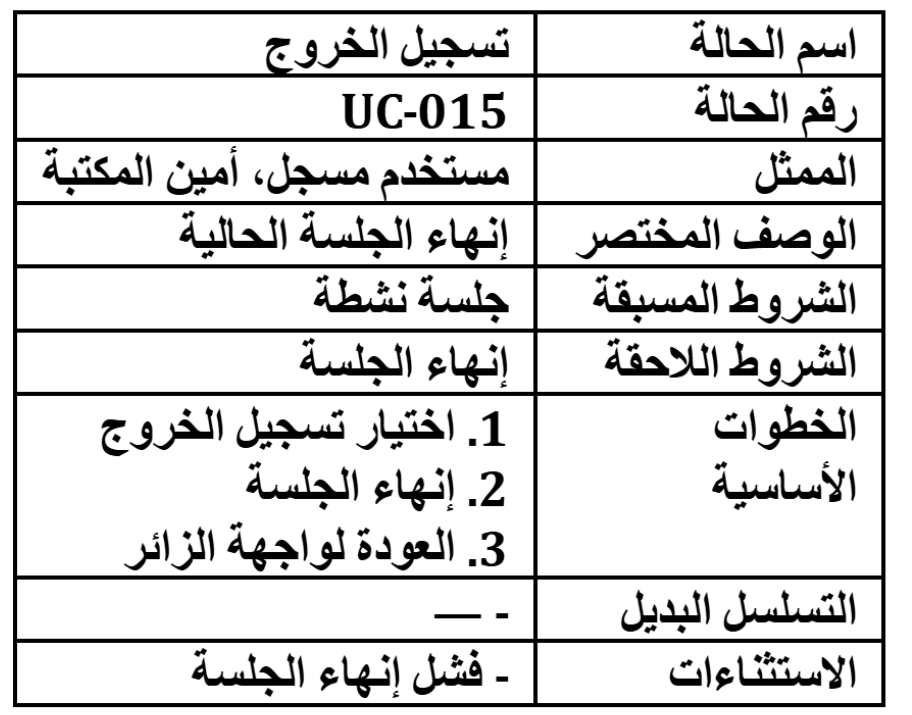 اسم الحالة تسجيل الخروج
رقم الحالة UC-015
الممثل مستخدم مسجل، أمين المكتبة
الوصف المختصر إنهاء الجلسة الحالية
الشروط المسبقة جلسة نشطة
الشروط اللاحقة إنهاء الجلسة
الخطوات 1. اختيار تسجيل الخروج
الأساسية 2. إنهاء الجلسة
3. العودة لواجهة الزائر
التسلسل البديل - —
الاستثناءات - فشل إنهاء الجلسة